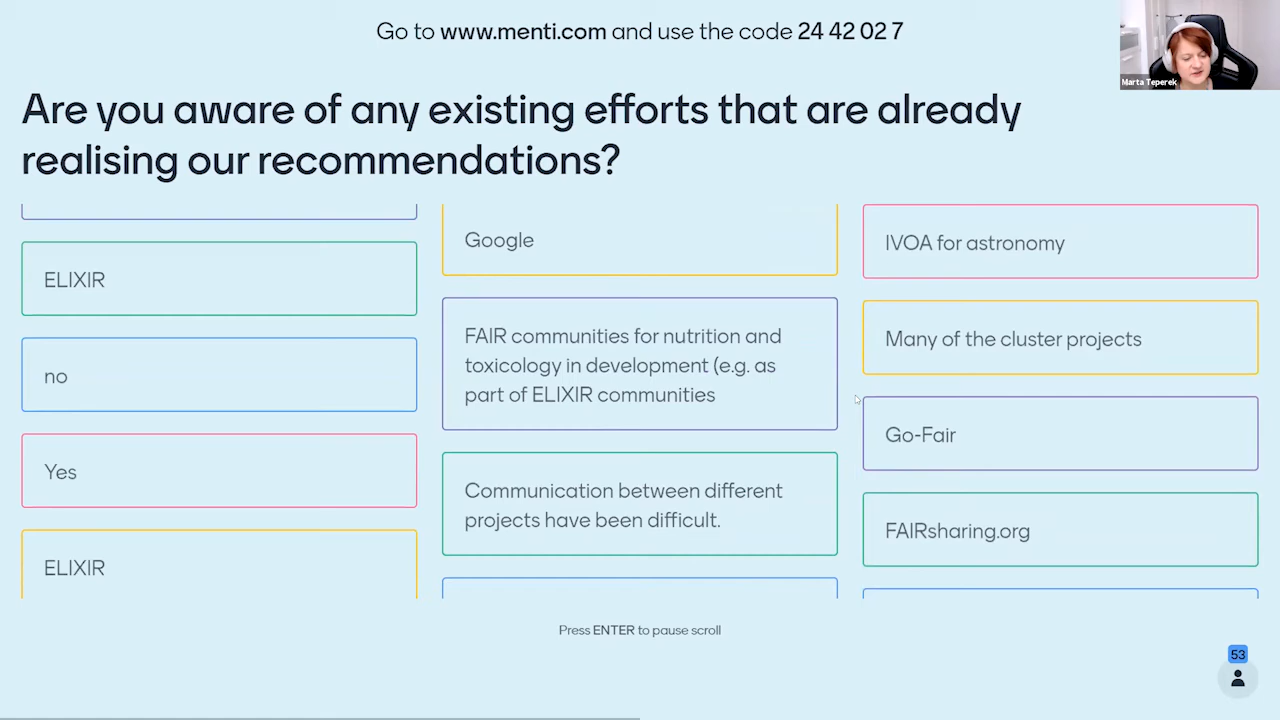 Go to www.menti.com and use the code 24 42 02 7
Marta Teperek
Are you aware of any existing efforts that are already
realising our recommendations?
ELIXIR
no
Yes
ELIXIR
Google
FAIR communities for nutrition and
toxicology in development (e.g. as
part of ELIXIR communities
Communication between different
projects have been difficult.
IVOA for astronomy
Many of the cluster projects
Go-Fair
FAIRsharing.org
Press ENTER to pause scroll
53